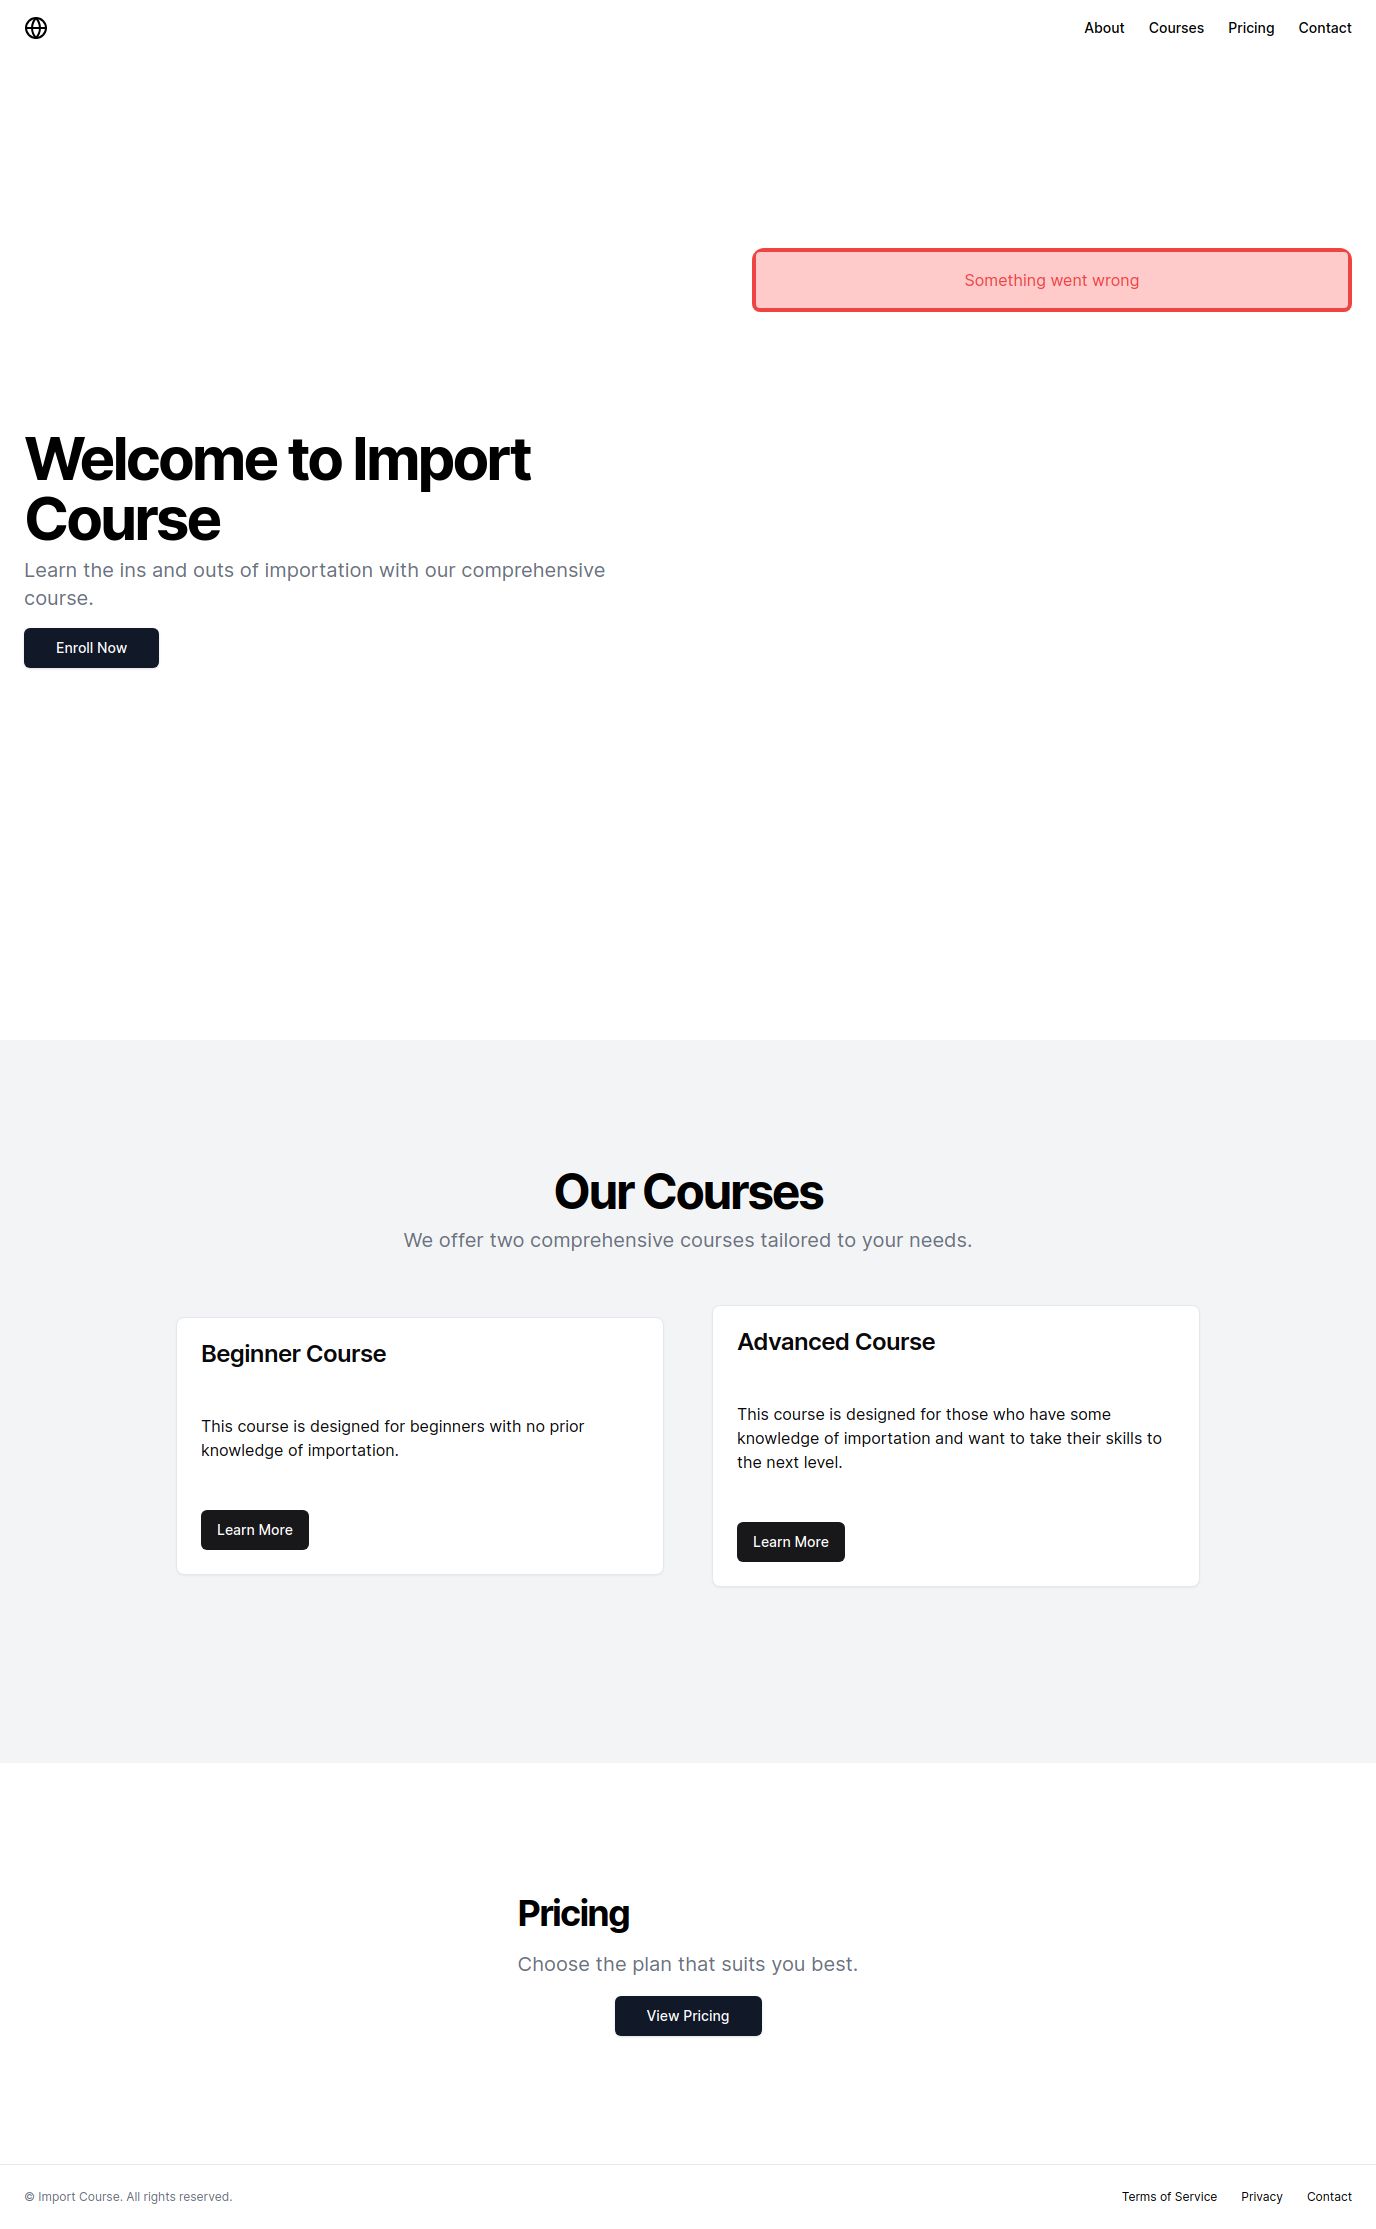 About
Courses
Pricing
Contact
Something went wrong
Welcome to Import
Course
Learn the ins and outs of importation with our comprehensive
course.
Enroll Now
Our Courses
We offer two comprehensive courses tailored to your needs.
Beginner Course
This course is designed for beginners with no prior
knowledge of importation.
Learn More
Advanced Course
This course is designed for those who have some
knowledge of importation and want to take their skills to
the next level.
Learn More
Pricing
Choose the plan that suits you best.
View Pricing
© Import Course. All rights reserved.
Terms of Service
Privacy
Contact